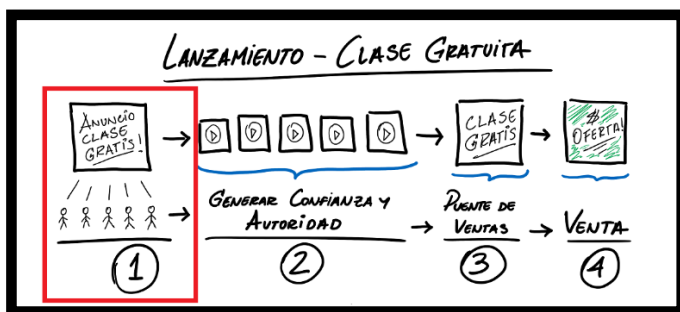 LANZAMIENTO - CLASE GRATUITA
ANUNCIO
CLASE
GRATIS!
CLASE
GRATIS
$
OFERTA!
GENERAR CONFIANZA Y
AUTORIDAD
PUENTE DE
VENTAS
VENTA
1
2
3
4